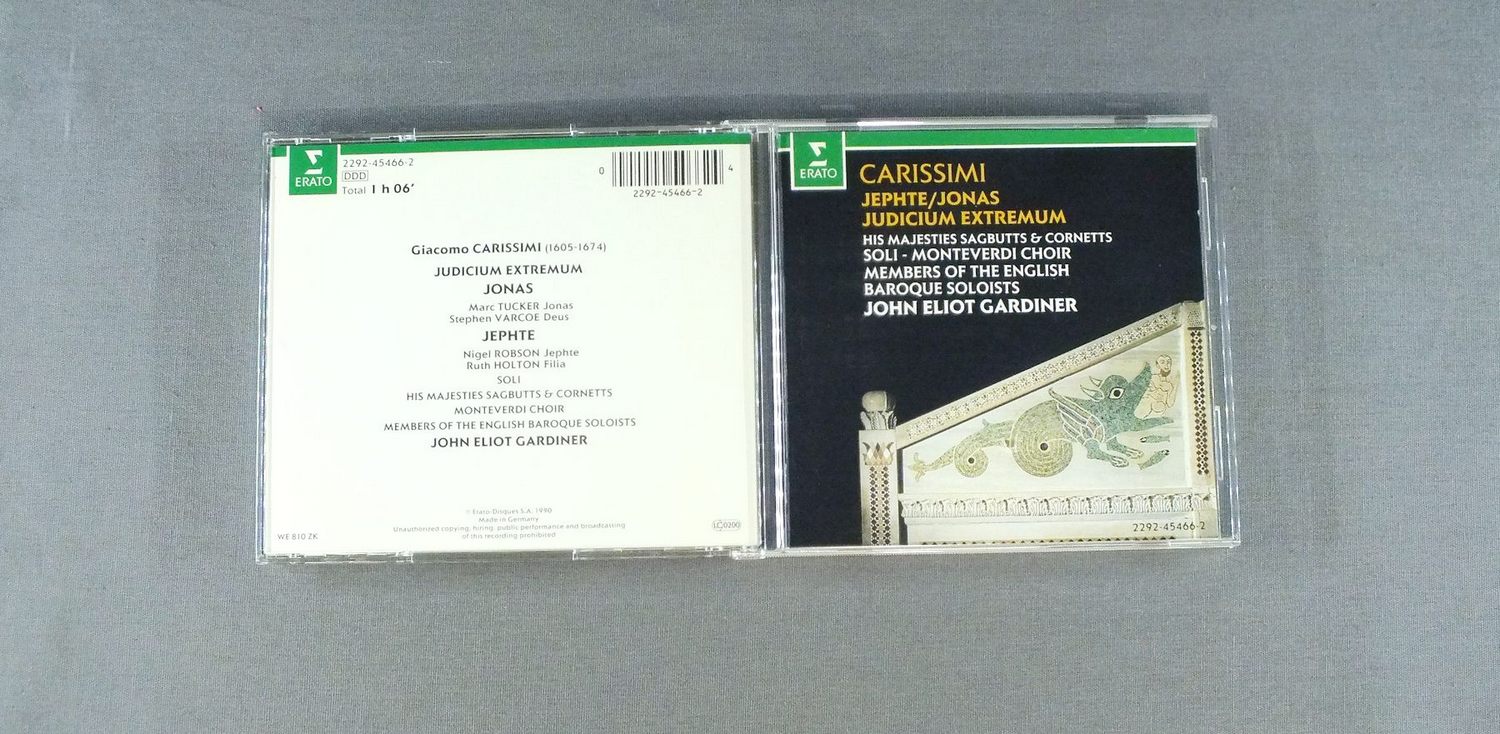 ERATO
2292-45466-2
DDD
Total 1 h 06’
0
4
2292-45466-2
Giacomo CARISSIMI (1605-1674)
JUDICIUM EXTREMUM
JONAS
Marc TUCKER Jonas
Stephen VARCOE Deus
JEPHTE
Nigel ROBSON Jephte
Ruth HOLTON Filia
SOLI
HIS MAJESTIES SAGBUTTS & CORNETTS
MONTEVERDI CHOIR
MEMBERS OF THE ENGLISH BAROQUE SOLOISTS
JOHN ELIOT GARDINER
Erato-Disques S.A. 1990
Made in Germany
Unauthorized copying, hiring, public performance and broadcasting
of this recording prohibited
WE 810 ZK
LC 0200
ERATO
CARISSIMI
JEPHTE/JONAS
JUDICIUM EXTREMUM
HIS MAJESTIES SAGBUTTS & CORNETTS
SOLI - MONTEVERDI CHOIR
MEMBERS OF THE ENGLISH
BAROQUE SOLOISTS
JOHN ELIOT GARDINER
2292-45466-2